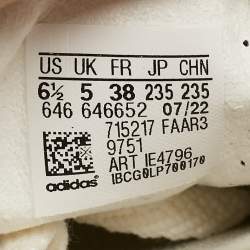 US UK FR JP CHN
6½ 5 38 235 235
646 646652 07/22
715217 FAAR3
9751
ART IE4796
1BCG0LP700170
adidas